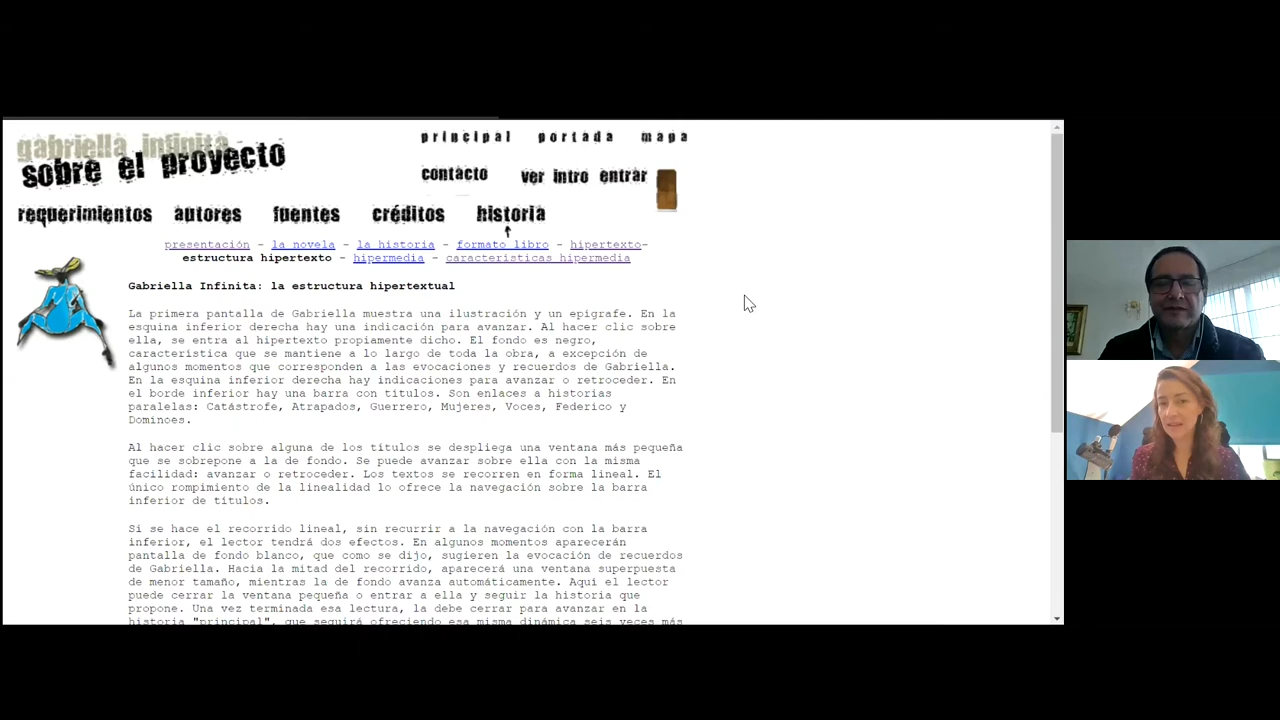 gabriella infinita
sobre el proyecto
principal portada mapa
contacto ver intro entrar
requerimientos autores fuentes créditos historia
presentación - la novela - la historia - formato libro - hipertexto-
estructura hipertexto - hipermedia - características hipermedia
Gabriella Infinita: la estructura hipertextual
La primera pantalla de Gabriella muestra una ilustración y un epígrafe. En la
esquina inferior derecha hay una indicación para avanzar. Al hacer clic sobre
ella, se entra al hipertexto propiamente dicho. El fondo es negro,
característica que se mantiene a lo largo de toda la obra, a excepción de
algunos momentos que corresponden a las evocaciones y recuerdos de Gabriella.
En la esquina inferior derecha hay indicaciones para avanzar o retroceder. En
el borde inferior hay una barra con títulos. Son enlaces a historias
paralelas: Catástrofe, Atrapados, Guerrero, Mujeres, Voces, Federico y
Dominoes.
Al hacer clic sobre alguna de los títulos se despliega una ventana más pequeña
que se sobrepone a la de fondo. Se puede avanzar sobre ella con la misma
facilidad: avanzar o retroceder. Los textos se recorren en forma lineal. El
único rompimiento de la linealidad lo ofrece la navegación sobre la barra
inferior de títulos.
Si se hace el recorrido lineal, sin recurrir a la navegación con la barra
inferior, el lector tendrá dos efectos. En algunos momentos aparecerán
pantalla de fondo blanco, que como se dijo, sugieren la evocación de recuerdos
de Gabriella. Hacia la mitad del recorrido, aparecerá una ventana superpuesta
de menor tamaño, mientras la de fondo avanza automáticamente. Aquí el lector
puede cerrar la ventana pequeña o entrar a ella y seguir la historia que
propone. Una vez terminada esa lectura, la debe cerrar para avanzar en la
historia "principal", que seguirá ofreciendo esa misma dinámica seis veces más